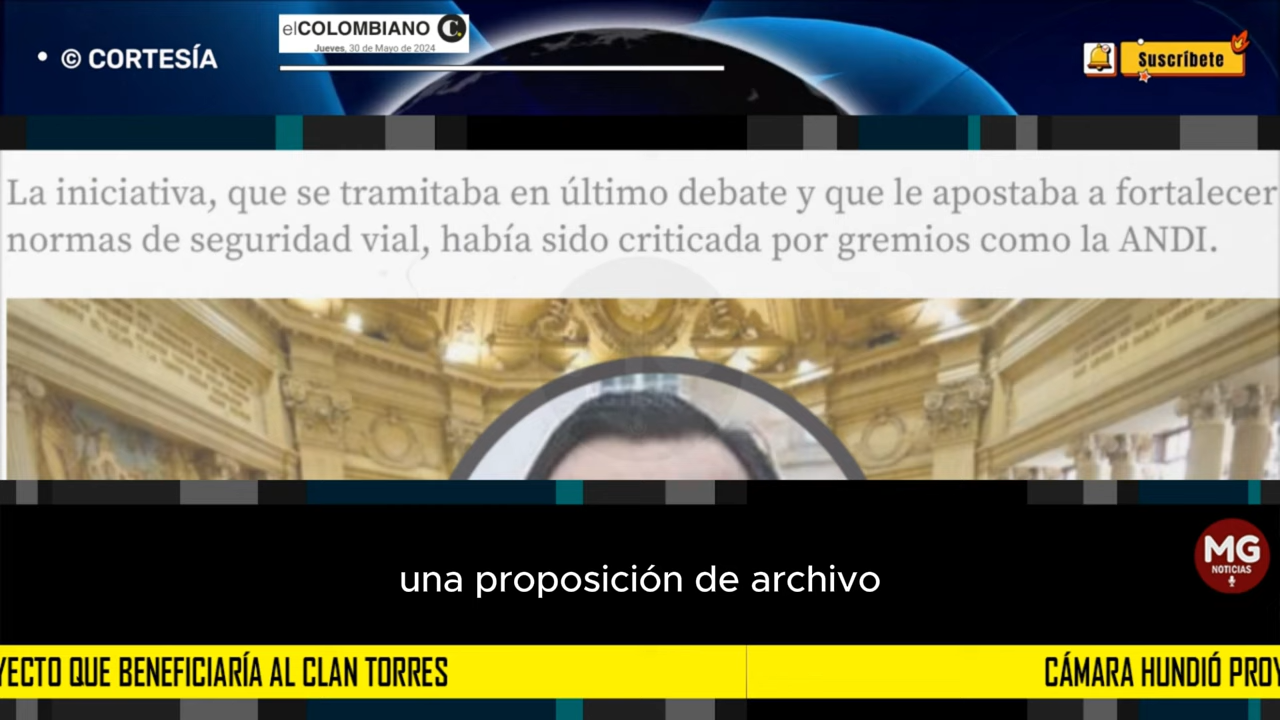 • © CORTESÍA
elCOLOMBIANO C
Jueves, 30 de Mayo de 2024
Suscríbete
La iniciativa, que se tramitaba en último debate y que le apostaba a fortalecer
normas de seguridad vial, había sido criticada por gremios como la ANDI.
una proposición de archivo
MG
NOTICIAS
YECTO QUE BENEFICIARÍA AL CLAN TORRES
CÁMARA HUNDIÓ PROY